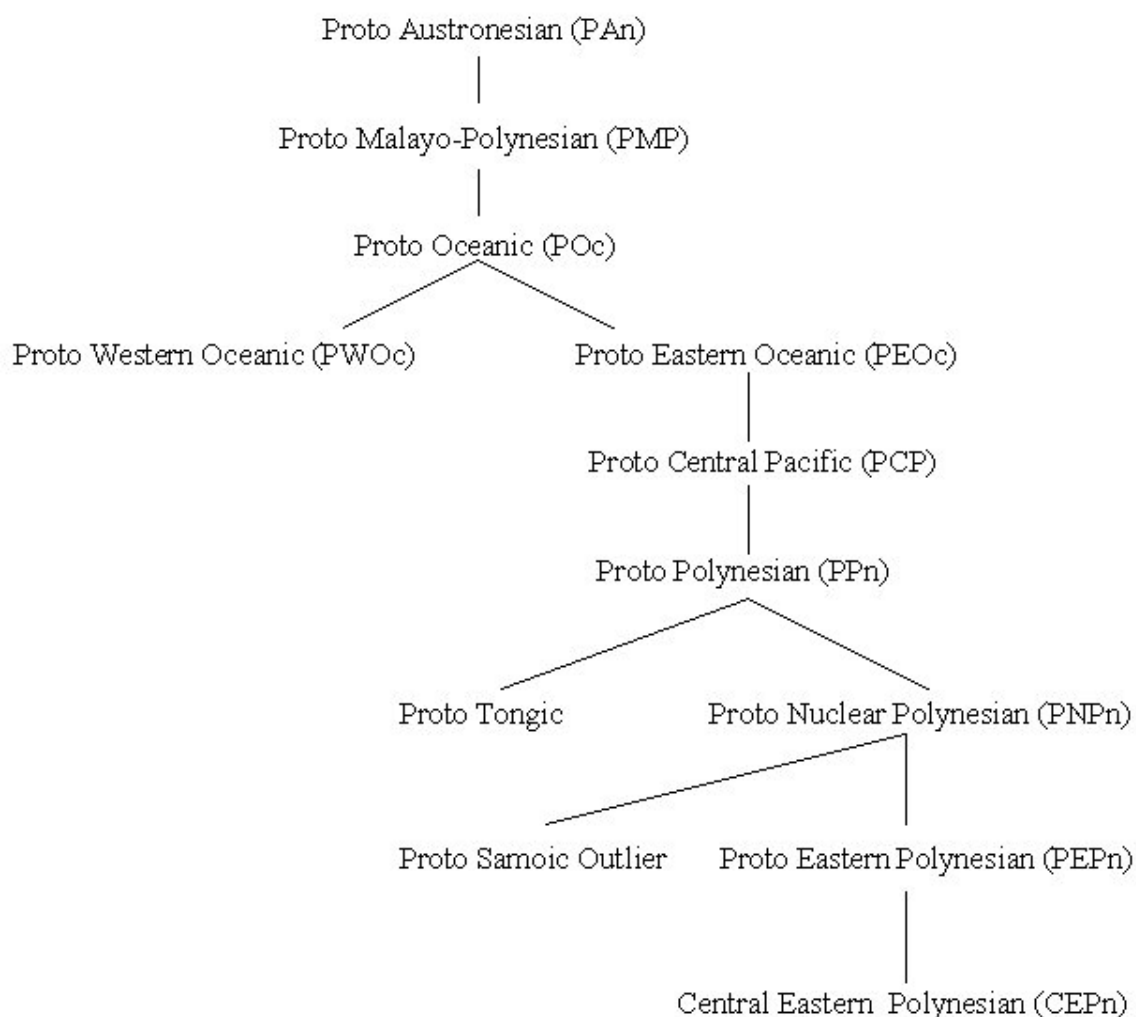 Proto Austronesian (PAn)
Proto Malayo-Polynesian (PMP)
Proto Oceanic (POc)
Proto Western Oceanic (PWOc)
Proto Eastern Oceanic (PEOc)
Proto Central Pacific (PCP)
Proto Polynesian (PPn)
Proto Tongic
Proto Nuclear Polynesian (PNPn)
Proto Samoic Outlier
Proto Eastern Polynesian (PEPn)
Central Eastern Polynesian (CEPn)